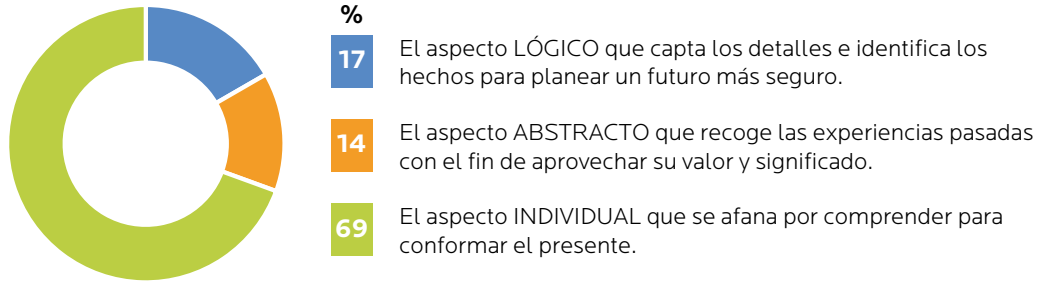 %
17
El aspecto LÓGICO que capta los detalles e identifica los
hechos para planear un futuro más seguro.
14
El aspecto ABSTRACTO que recoge las experiencias pasadas
con el fin de aprovechar su valor y significado.
69
El aspecto INDIVIDUAL que se afana por comprender para
conformar el presente.